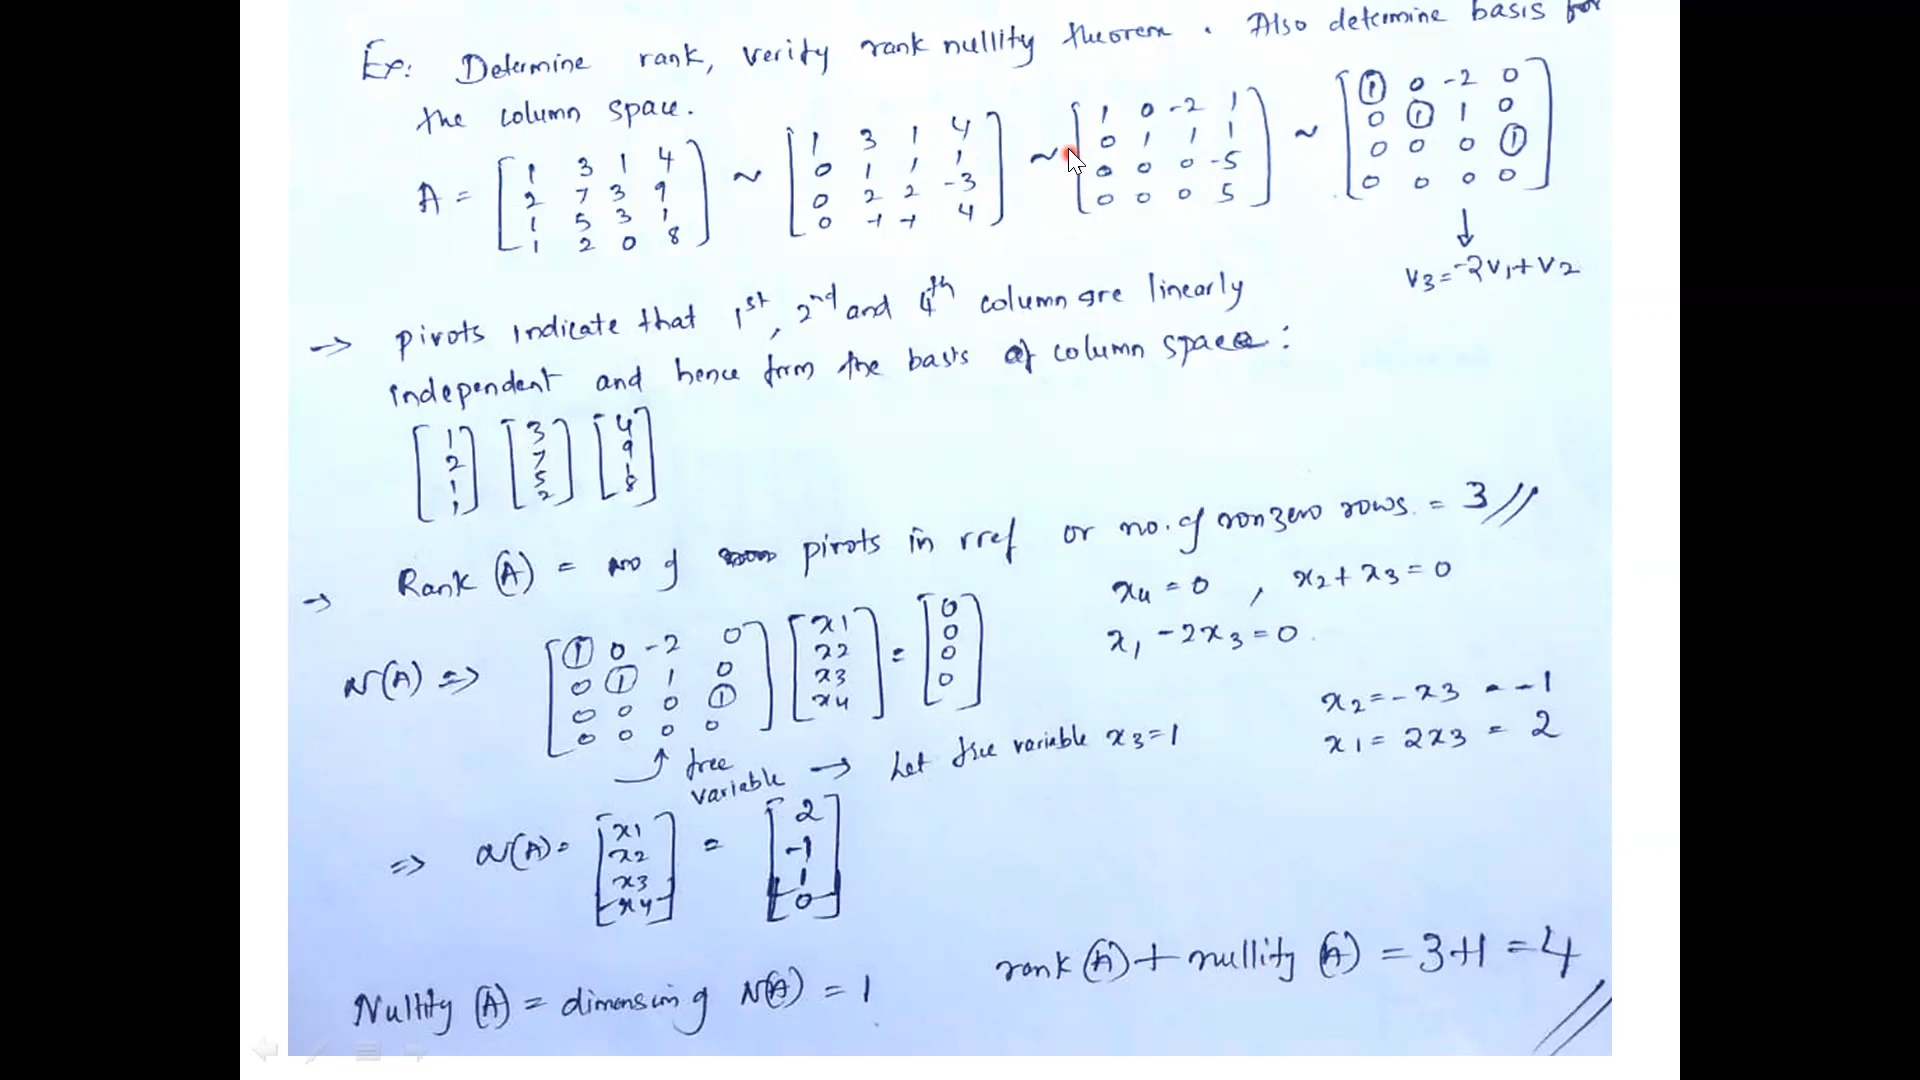 Ex: Determine rank, verify rank nullity theorem. Also determine basis for
the column space.
A = [1 3 1 4; 2 7 3 9; 1 5 3 1; 1 2 0 8] ~ [1 3 1 4; 0 1 1 1; 0 2 2 -3; 0 -1 -1 4] ~ [1 0 -2 1; 0 1 1 1; 0 0 0 -5; 0 0 0 5] ~ [1 0 -2 0; 0 1 1 0; 0 0 0 1; 0 0 0 0]
↓
V3 = -2V1 + V2
→ pivots indicate that 1st, 2nd and 4th column are linearly
independent and hence form the basis of column space:
[1 2 1 1] [3 7 5 2] [4 9 1 8]
→ Rank (A) = no of pivots in rref or no. of nonzero rows. = 3 //
x4 = 0 , x2 + x3 = 0
x1 - 2x3 = 0.
N(A) => [1 0 -2 0; 0 1 1 0; 0 0 0 1; 0 0 0 0] [x1 x2 x3 x4] = [0 0 0 0]
x2 = -x3 = -1
x1 = 2x3 = 2
free variable → Let free variable x3 = 1
=> N(A) = [x1 x2 x3 x4] = [2 -1 1 0]
Nullity (A) = dimension of N(A) = 1
rank (A) + nullity (A) = 3+1 = 4 //